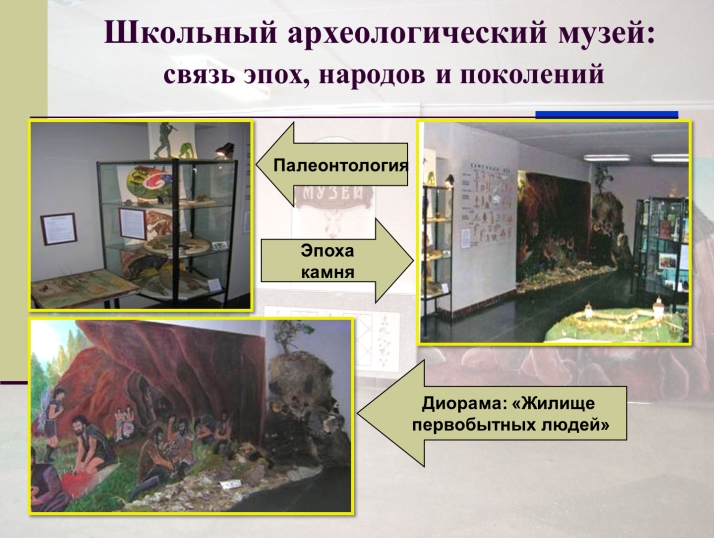 Школьный археологический музей:
связь эпох, народов и поколений
Палеонтология
МУЗЕЙ
Эпоха
камня
Диорама: «Жилище
первобытных людей»